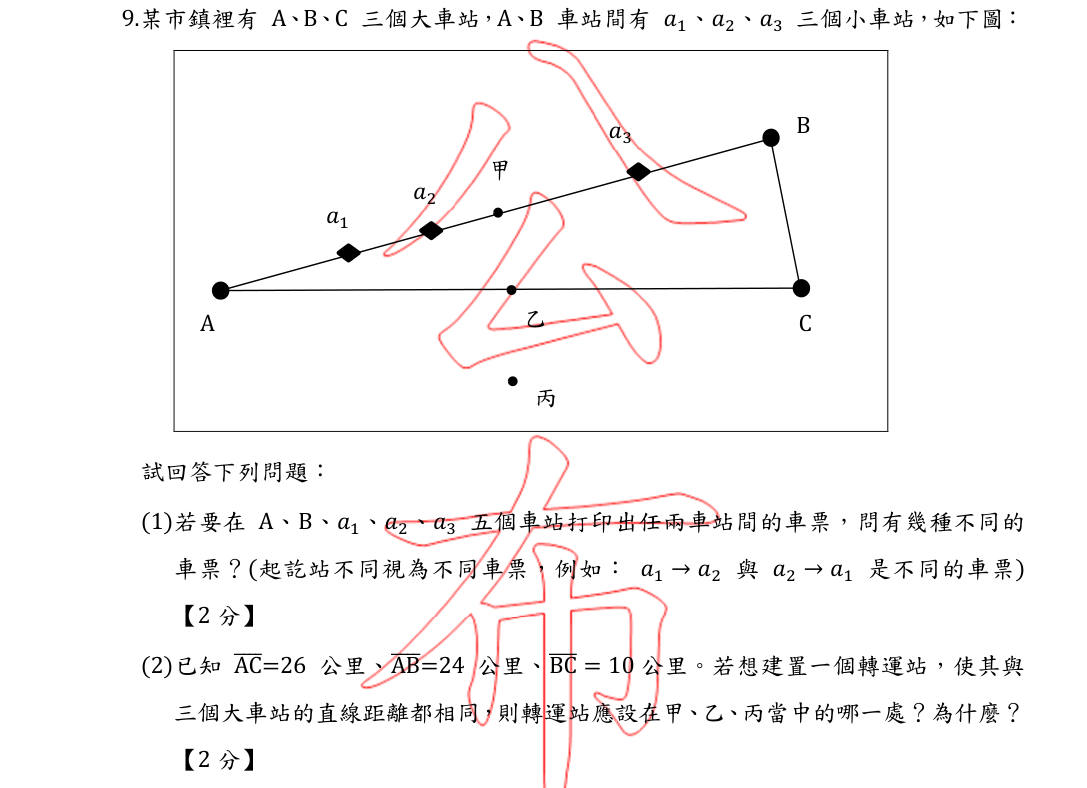 9.某市鎮裡有 A、B、C 三個大車站，A、B 車站間有 a₁、a₂、a₃ 三個小車站，如下圖：
B
a₃
甲
a₂
a₁
A
乙
C
丙
試回答下列問題：
(1)若要在 A、B、a₁、a₂、a₃ 五個車站打印出任兩車站間的車票，問有幾種不同的
車票？(起訖站不同視為不同車票，例如： a₁→a₂ 與 a₂→a₁ 是不同的車票)
【2 分】
(2)已知 A̅C̅=26 公里、A̅B̅=24 公里、B̅C̅ = 10 公里。若想建置一個轉運站，使其與
三個大車站的直線距離都相同，則轉運站應設在甲、乙、丙當中的哪一處？為什麼？
【2 分】
公
布